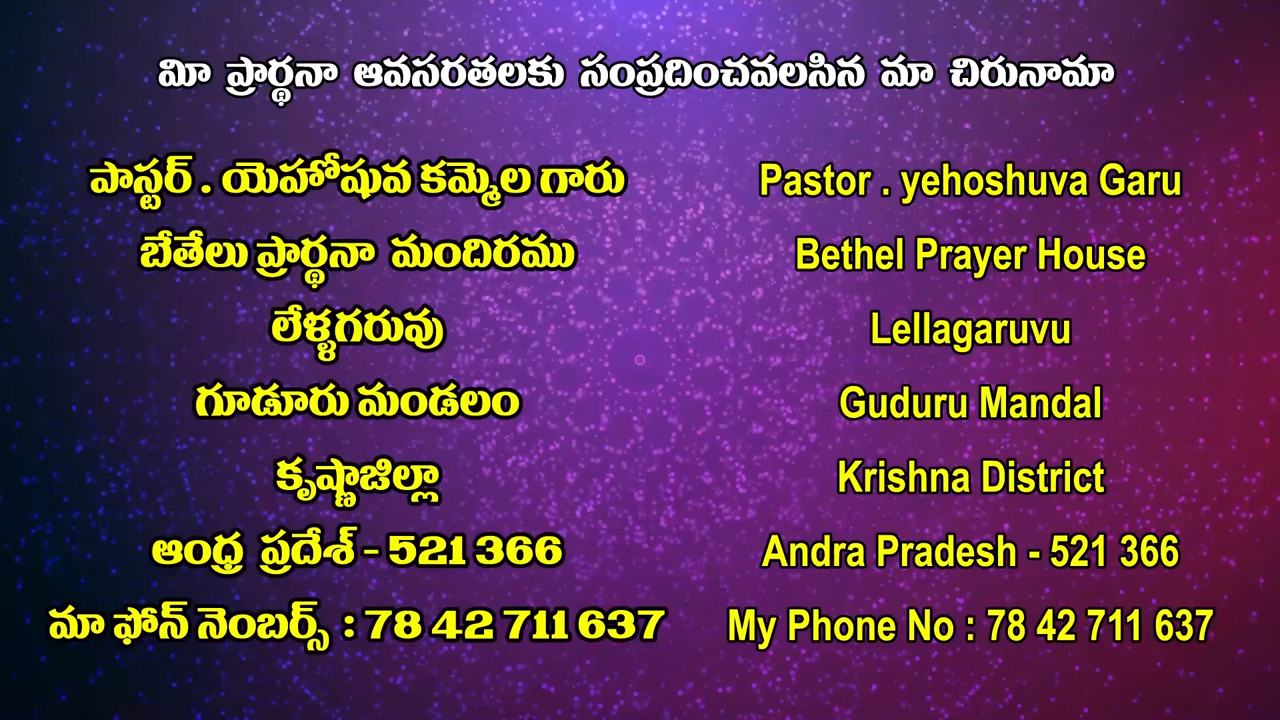 మీ ప్రార్థనా ఆవసరతలకు సంప్రదించవలసిన మా చిరునామా
పాస్టర్ . యెహోషువ కమ్మెల గారు
బేతేలు ప్రార్థనా మందిరము
లేళ్ళగరువు
గూడూరు మండలం
కృష్ణాజిల్లా
ఆంధ్ర ప్రదేశ్ - 521 366
మా ఫోన్ నెంబర్స్ : 78 42 711 637
Pastor . yehoshuva Garu
Bethel Prayer House
Lellagaruvu
Guduru Mandal
Krishna District
Andra Pradesh - 521 366
My Phone No : 78 42 711 637